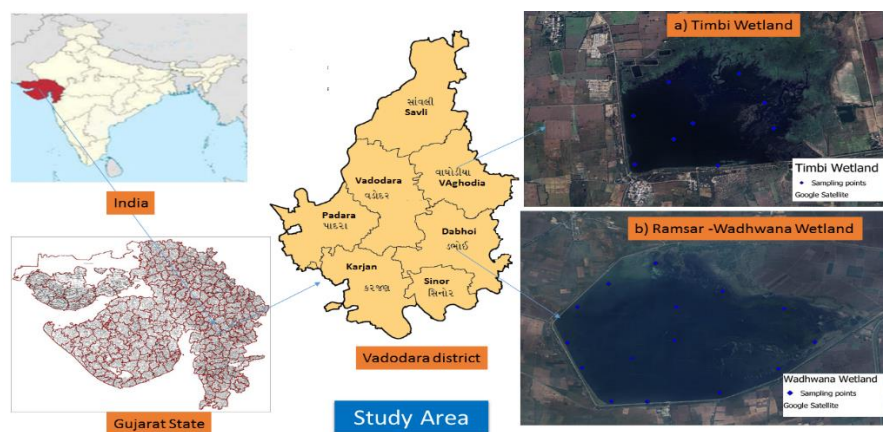 India
Gujarat State
સાંવલી
Savli
Vadodara
વડોદરા
વાઘોડીયા
VAghodia
Padara
પાદરા
Dabhoi
ડભોઈ
Karjan
કરજણ
Sinor
સિનોર
Vadodara district
Study Area
a) Timbi Wetland
Timbi Wetland
Sampling points
Google Satellite
b) Ramsar -Wadhwana Wetland
Wadhwana Wetland
Sampling points
Google Satellite